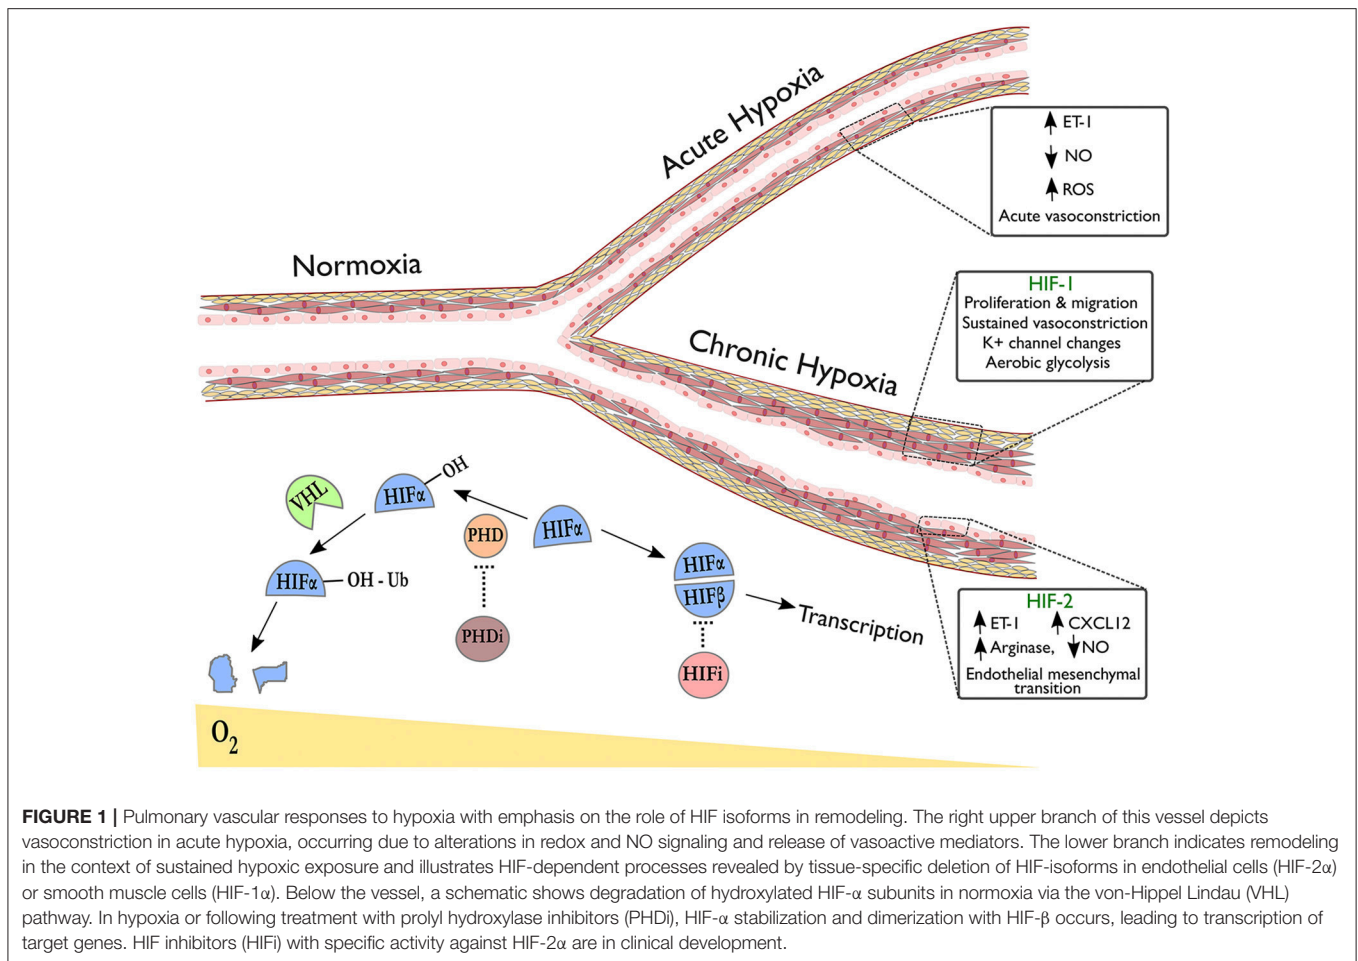 Acute Hypoxia
↑ ET-1
↓ NO
↑ ROS
Acute vasoconstriction
Normoxia
HIF-1
Proliferation & migration
Sustained vasoconstriction
K+ channel changes
Aerobic glycolysis
Chronic Hypoxia
VHL
HIFα
OH
PHD
HIFα
HIFα
HIFβ
HIFα
OH - Ub
Transcription
PHDi
HIFi
HIF-2
↑ ET-1 ↑ CXCL12
↑ Arginase, ↓ NO
Endothelial mesenchymal
transition
O2
FIGURE 1 | Pulmonary vascular responses to hypoxia with emphasis on the role of HIF isoforms in remodeling. The right upper branch of this vessel depicts
vasoconstriction in acute hypoxia, occurring due to alterations in redox and NO signaling and release of vasoactive mediators. The lower branch indicates remodeling
in the context of sustained hypoxic exposure and illustrates HIF-dependent processes revealed by tissue-specific deletion of HIF-isoforms in endothelial cells (HIF-2α)
or smooth muscle cells (HIF-1α). Below the vessel, a schematic shows degradation of hydroxylated HIF-α subunits in normoxia via the von-Hippel Lindau (VHL)
pathway. In hypoxia or following treatment with prolyl hydroxylase inhibitors (PHDi), HIF-α stabilization and dimerization with HIF-β occurs, leading to transcription of
target genes. HIF inhibitors (HIFi) with specific activity against HIF-2α are in clinical development.